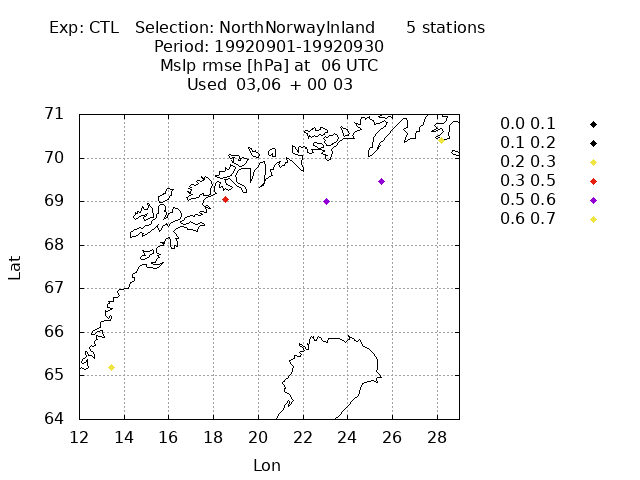 Exp: CTL Selection: NorthNorwayInland 5 stations
Period: 19920901-19920930
Mslp rmse [hPa] at 06 UTC
Used 03,06 + 00 03
71
70
69
68
67
66
65
64
12 14 16 18 20 22 24 26 28
Lat
Lon
0.0 0.1
0.1 0.2
0.2 0.3
0.3 0.5
0.5 0.6
0.6 0.7